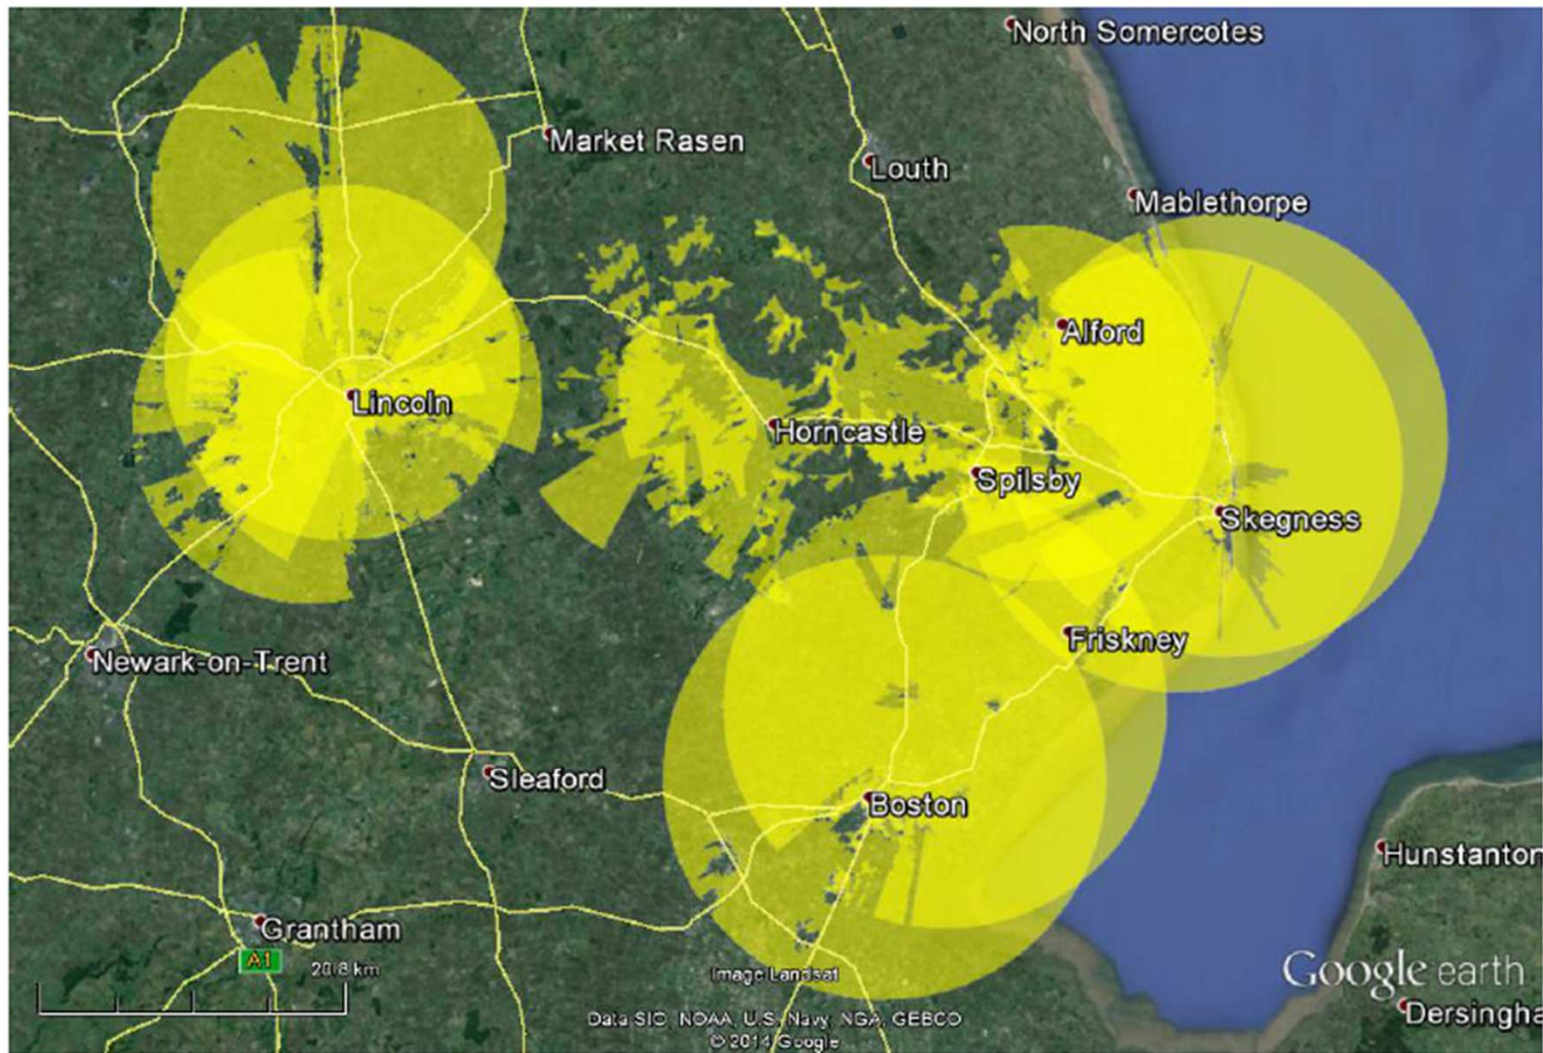 North Somercotes
Market Rasen
Louth
Mablethorpe
Alford
Lincoln
Horncastle
Spilsby
Skegness
Friskney
Newark-on-Trent
Sleaford
Boston
Hunstanton
Grantham
A1
20.8 km
Image Landsat
Google earth
Dersingha
Data SIO, NOAA, U.S. Navy, NGA, GEBCO
© 2014 Google